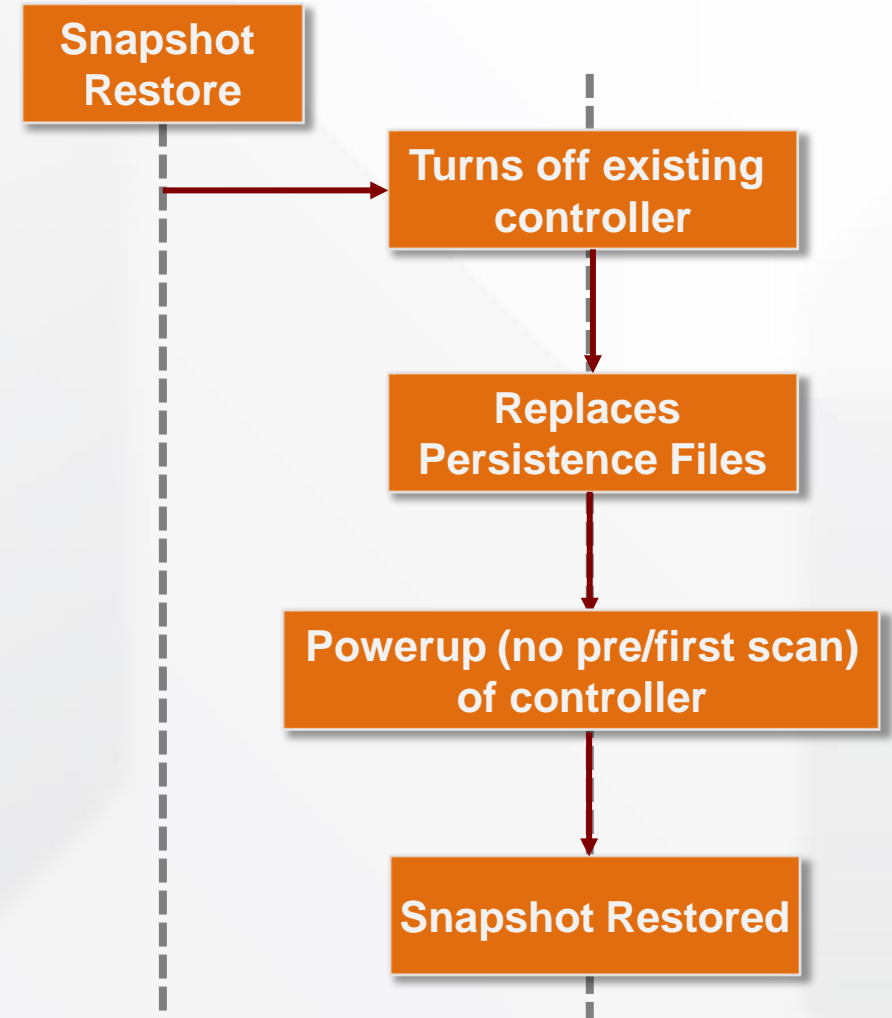 Snapshot
Restore
Turns off existing
controller
Replaces
Persistence Files
Powerup (no pre/first scan)
of controller
Snapshot Restored